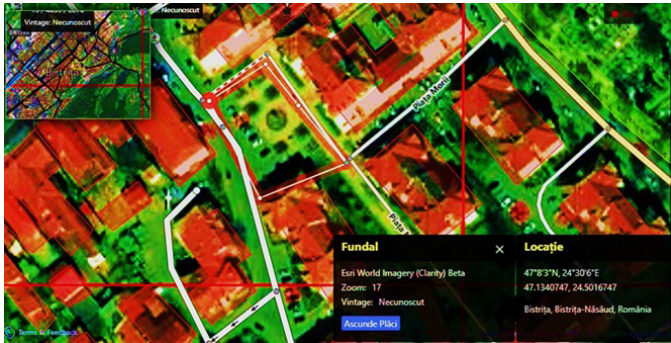 Vintage: Necunoscut
Necunoscut
Bistrița
Piața Morii
Fundal
Esri World Imagery (Clarity) Beta
Zoom: 17
Vintage: Necunoscut
Ascunde Plăci
Locație
47°8'3"N, 24°30'6"E
47.1340747, 24.5016747
Bistrița, Bistrița-Năsăud, România
Terms & Feedback